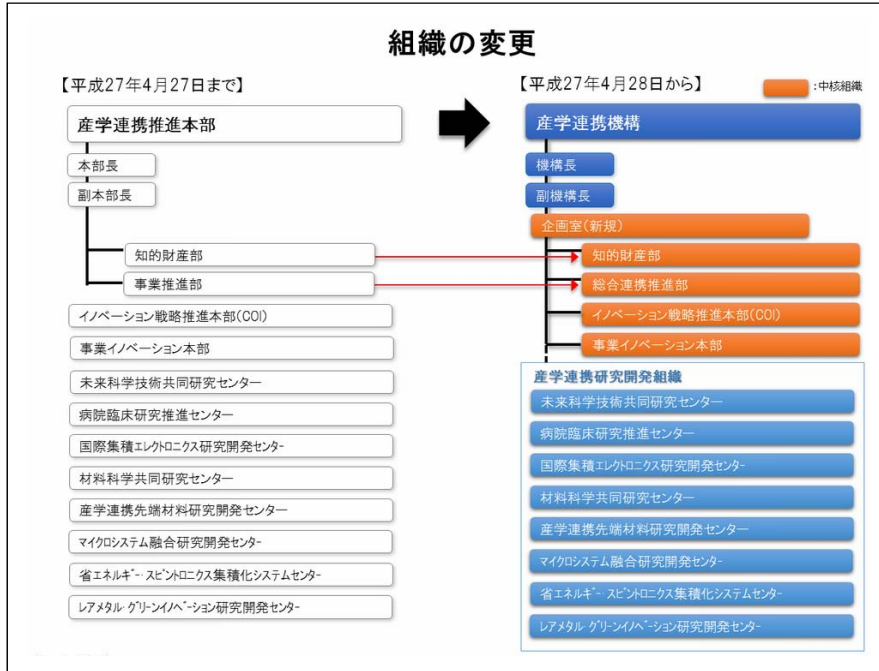 組織の変更
【平成27年4月27日まで】
産学連携推進本部
本部長
副本部長
知的財産部
事業推進部
イノベーション戦略推進本部(COI)
事業イノベーション本部
未来科学技術共同研究センター
病院臨床研究推進センター
国際集積エレクトロニクス研究開発センター
材料科学共同研究センター
産学連携先端材料研究開発センター
マイクロシステム融合研究開発センター
省エネルギー・スピントロニクス集積化システムセンター
レアメタル・グリーンイノベーション研究開発センター
【平成27年4月28日から】
:中核組織
産学連携機構
機構長
副機構長
企画室(新規)
知的財産部
総合連携推進部
イノベーション戦略推進本部(COI)
事業イノベーション本部
産学連携研究開発組織
未来科学技術共同研究センター
病院臨床研究推進センター
国際集積エレクトロニクス研究開発センター
材料科学共同研究センター
産学連携先端材料研究開発センター
マイクロシステム融合研究開発センター
省エネルギー・スピントロニクス集積化システムセンター
レアメタル・グリーンイノベーション研究開発センター